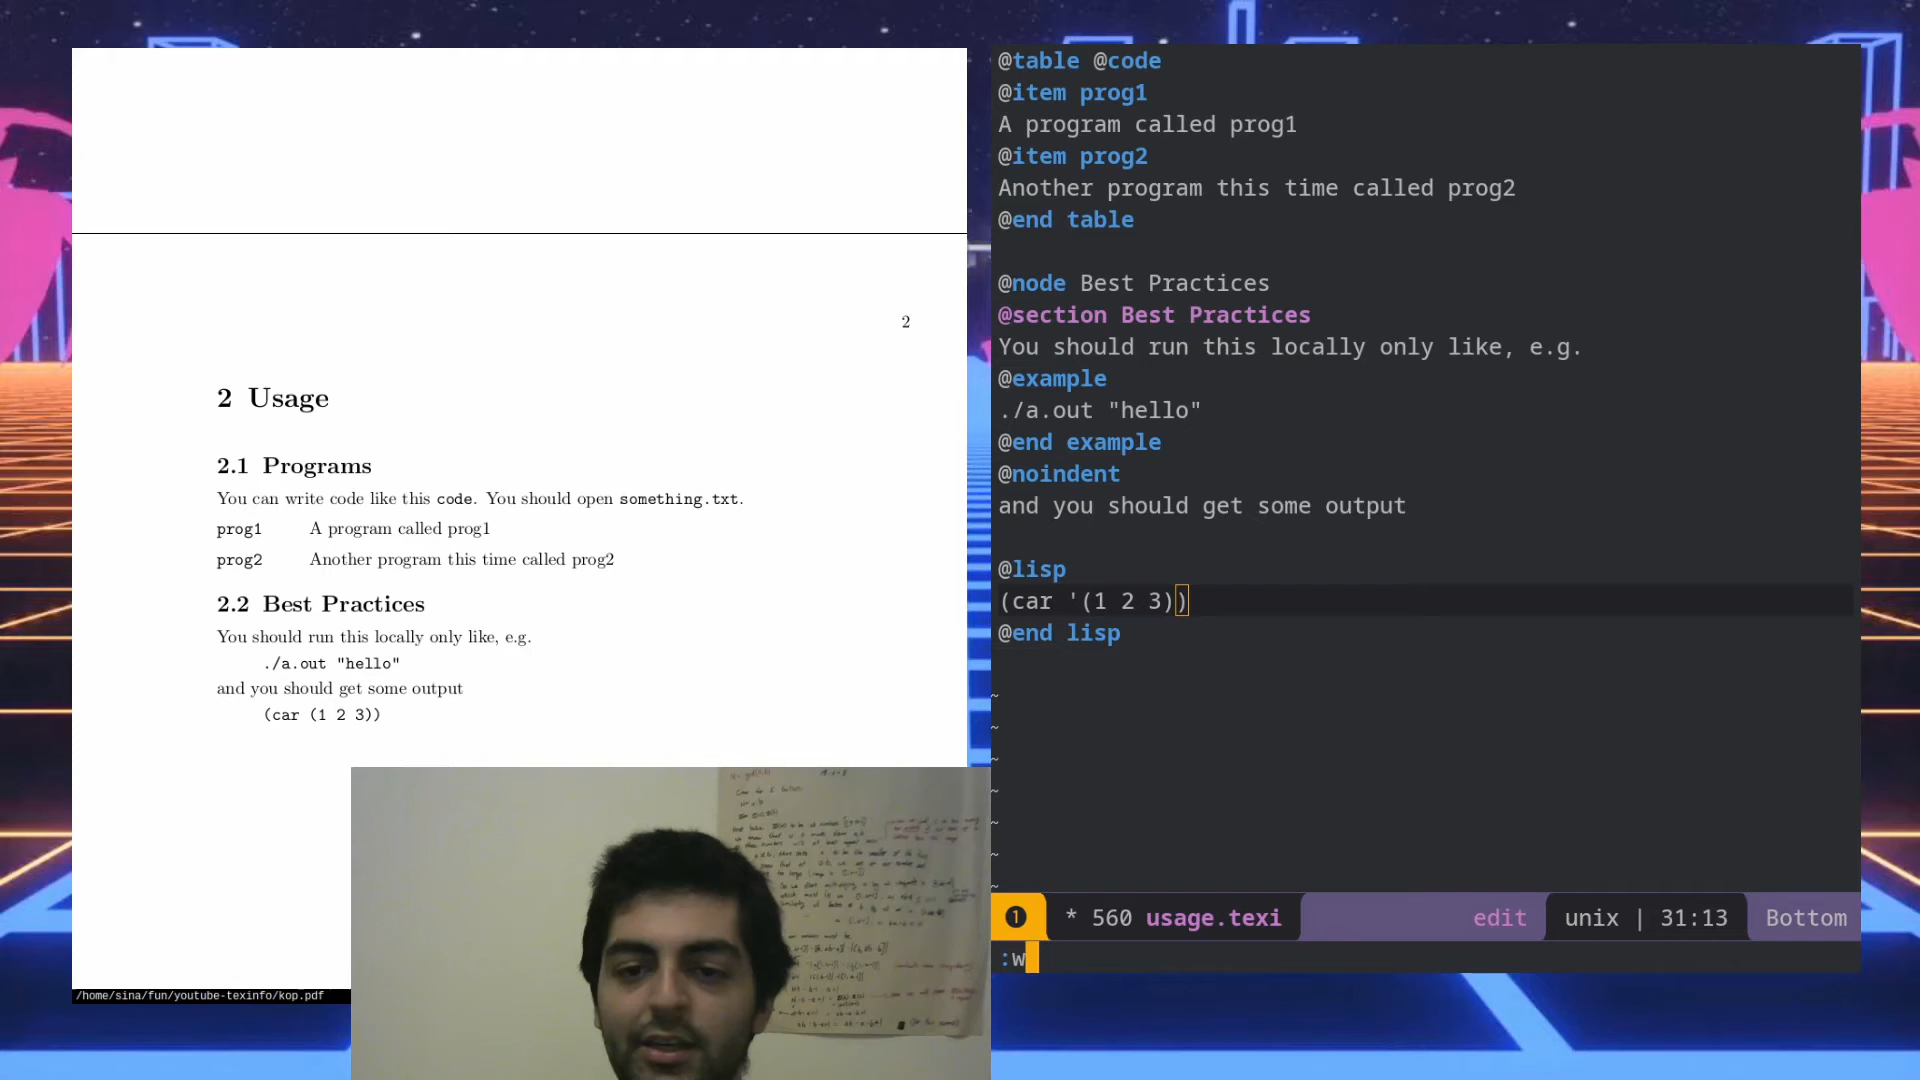 2
2 Usage
2.1 Programs
You can write code like this code. You should open something.txt.
prog1 A program called prog1
prog2 Another program this time called prog2
2.2 Best Practices
You should run this locally only like, e.g.
./a.out "hello"
and you should get some output
(car (1 2 3))
/home/sina/fun/youtube-texinfo/kop.pdf
@table @code
@item prog1
A program called prog1
@item prog2
Another program this time called prog2
@end table
@node Best Practices
@section Best Practices
You should run this locally only like, e.g.
@example
./a.out "hello"
@end example
@noindent
and you should get some output
@lisp
(car '(1 2 3))
@end lisp
~
~
~
~
~
~
~
1 * 560 usage.texi edit unix | 31:13 Bottom
:w